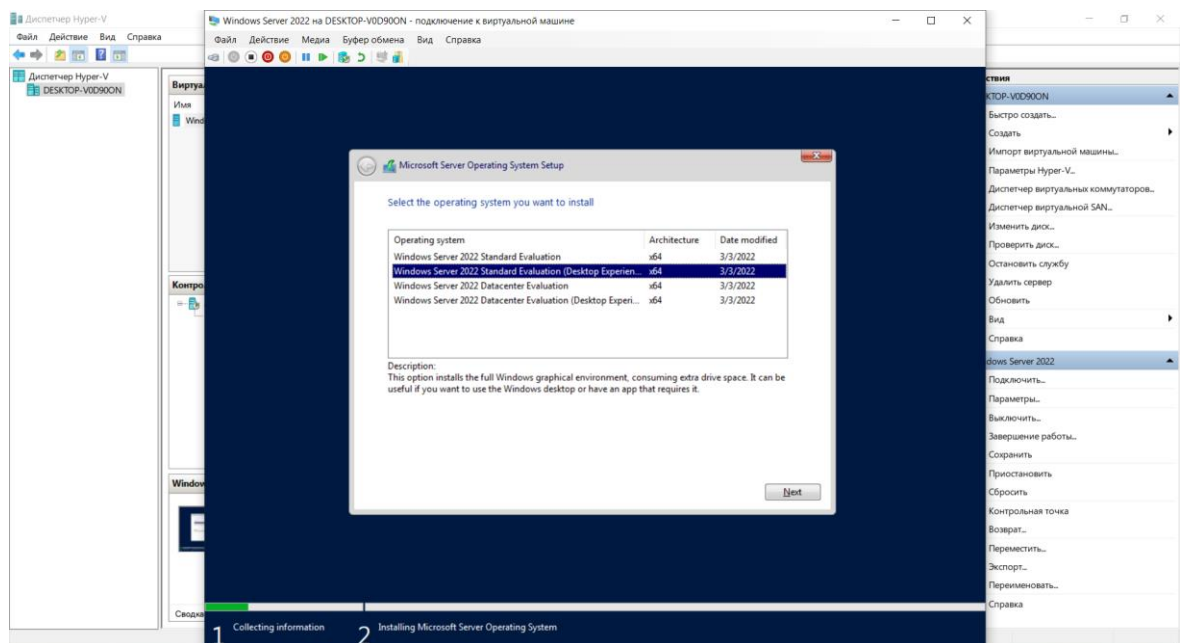 Диспетчер Hyper-V
Файл Действие Вид Справка
Диспетчер Hyper-V
DESKTOP-V0D90ON
Имя
Сводка
Windows Server 2022 на DESKTOP-V0D90ON - подключение к виртуальной машине
Файл Действие Медиа Буфер обмена Вид Справка
Microsoft Server Operating System Setup
Select the operating system you want to install
Operating system Architecture Date modified
Windows Server 2022 Standard Evaluation x64 3/3/2022
Windows Server 2022 Standard Evaluation (Desktop Experien... x64 3/3/2022
Windows Server 2022 Datacenter Evaluation x64 3/3/2022
Windows Server 2022 Datacenter Evaluation (Desktop Experi... x64 3/3/2022
Description:
This option installs the full Windows graphical environment, consuming extra drive space. It can be
useful if you want to use the Windows desktop or have an app that requires it.
Next
1 Collecting information 2 Installing Microsoft Server Operating System
Быстро создать...
Создать
Импорт виртуальной машины...
Параметры Hyper-V...
Диспетчер виртуальных коммутаторов...
Диспетчер виртуальной SAN...
Изменить диск...
Проверить диск...
Остановить службу
Удалить сервер
Обновить
Вид
Справка
Server 2022
Подключить...
Параметры...
Выключить...
Завершение работы...
Сохранить
Приостановить
Сбросить
Контрольная точка
Возврат...
Переместить...
Экспорт...
Переименовать...
Справка